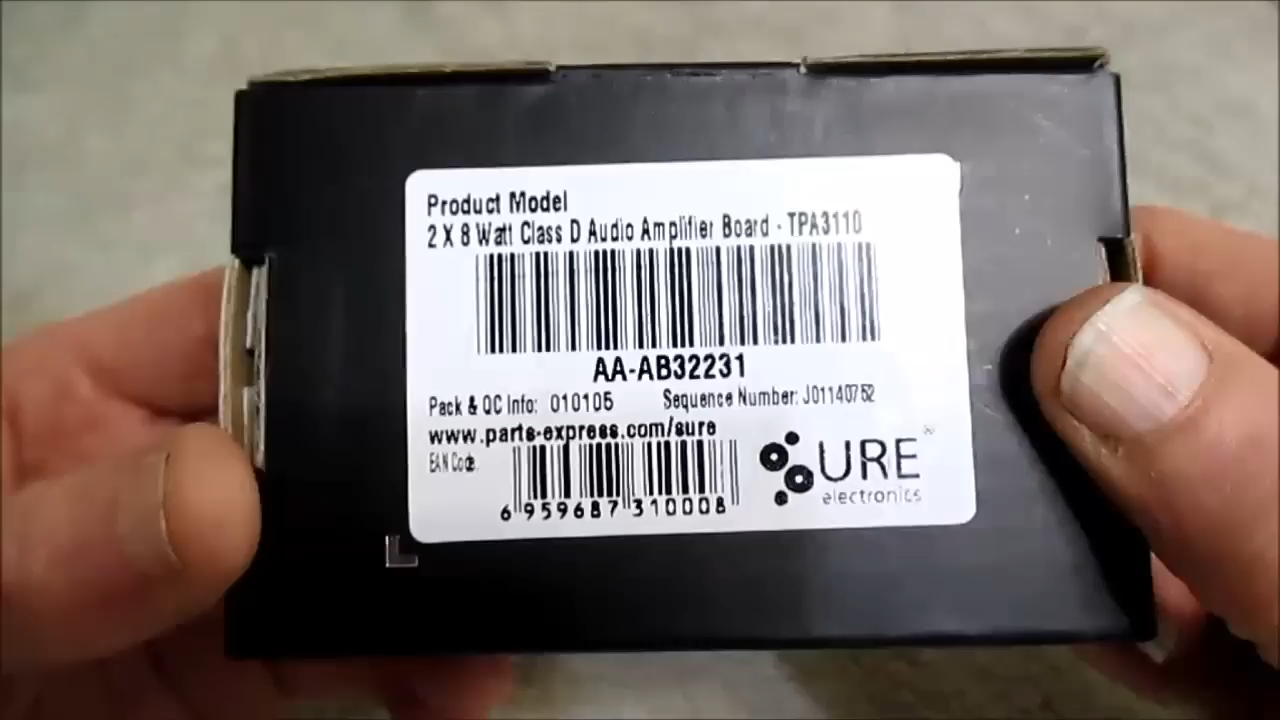 Product Model
2 X 8 Watt Class D Audio Amplifier Board - TPA3110
AA-AB32231
Pack & QC Info: 010105 Sequence Number: J01140752
www.parts-express.com/sure
EAN Code
6 959687 310008
SURE®
electronics